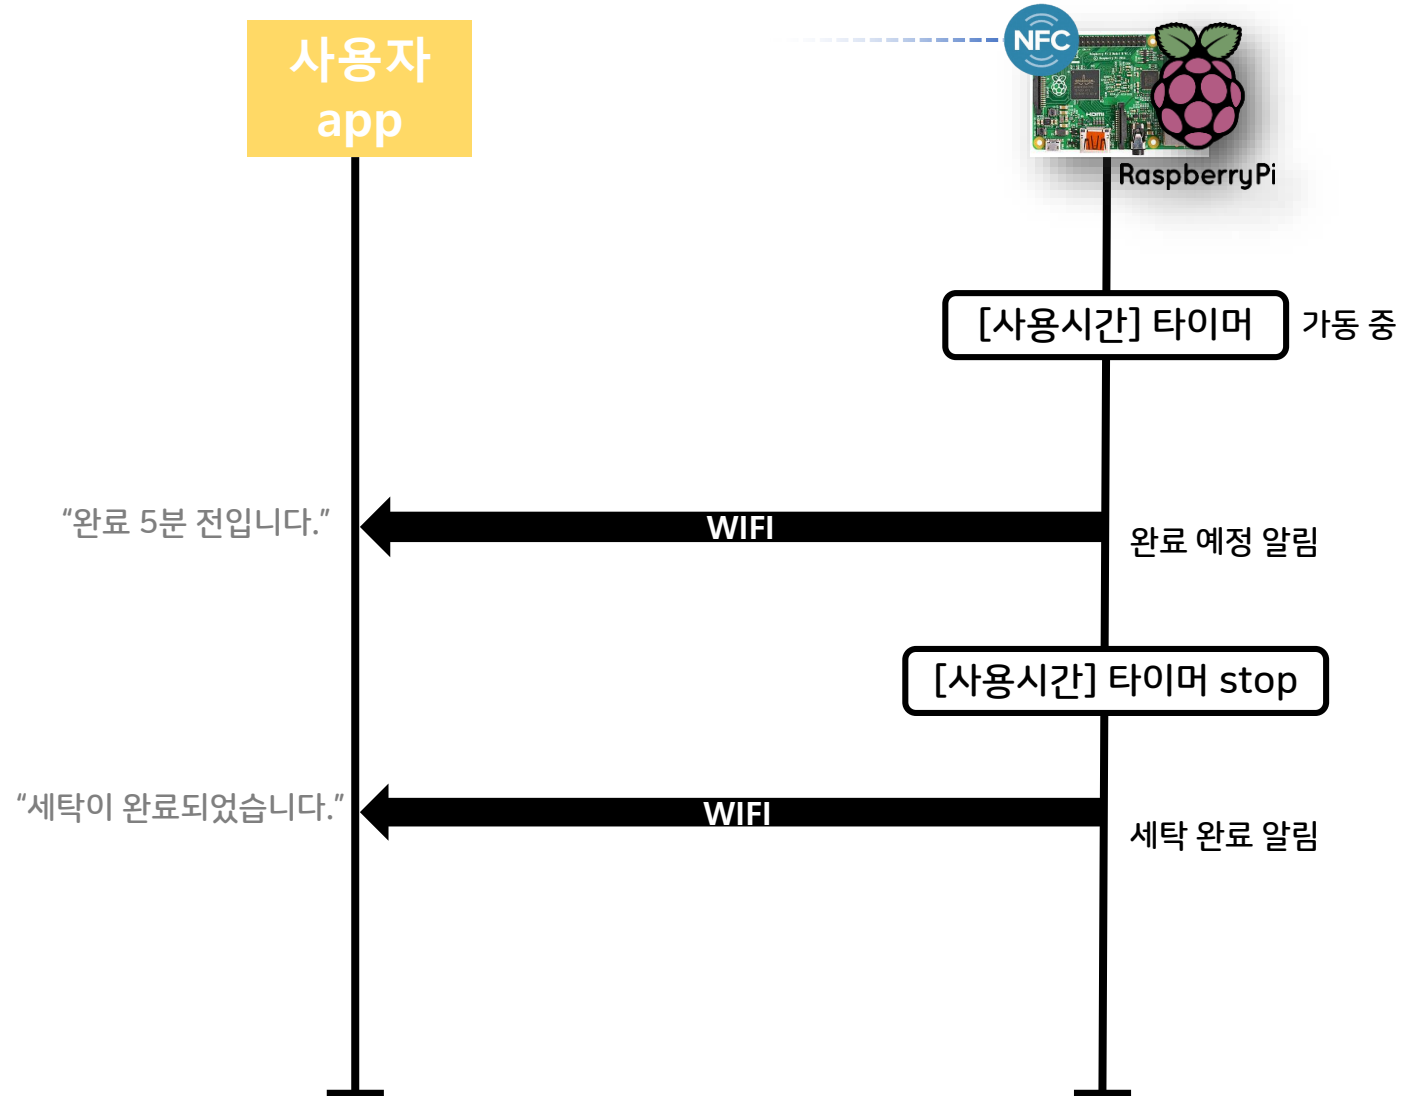 사용자
app
NFC
HDMI
RaspberryPi
[사용시간] 타이머
가동 중
“완료 5분 전입니다.”
WIFI
완료 예정 알림
[사용시간] 타이머 stop
“세탁이 완료되었습니다.”
WIFI
세탁 완료 알림